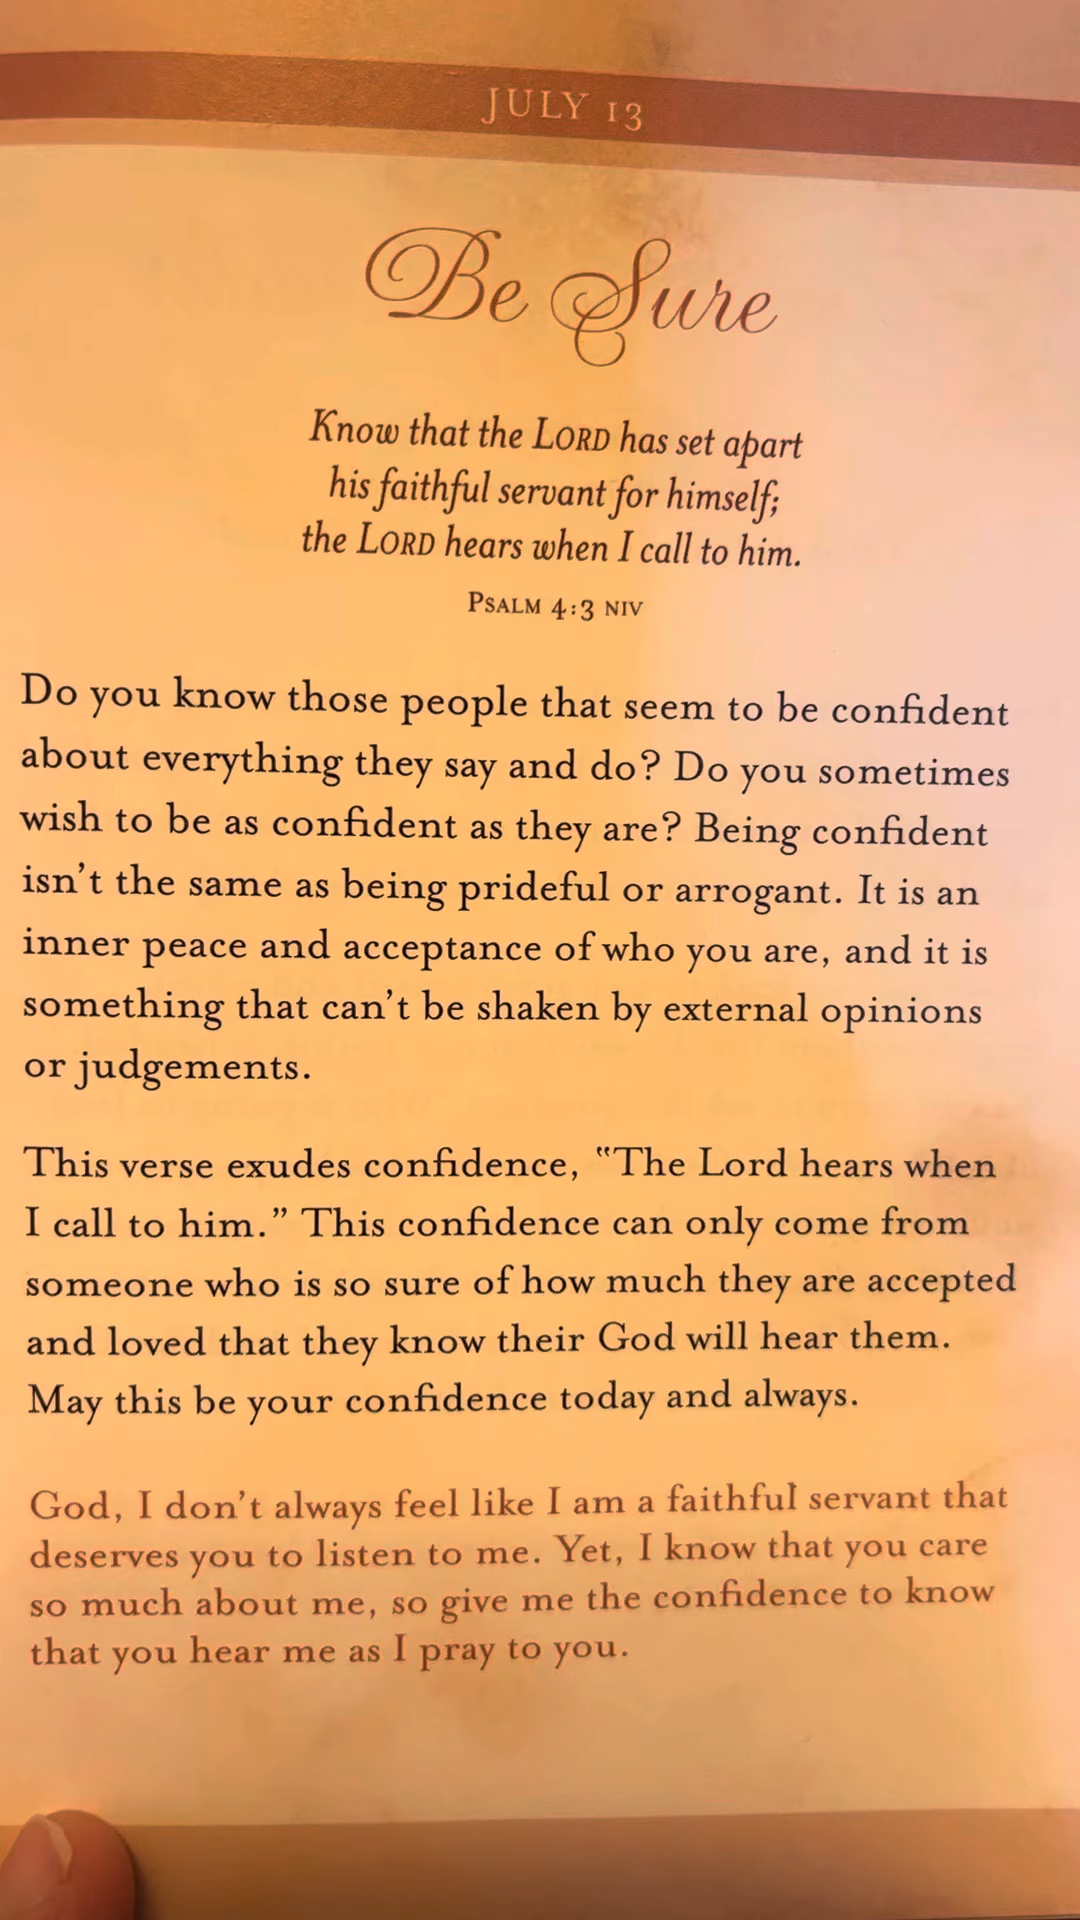 JULY 13
Be Sure
Know that the LORD has set apart
his faithful servant for himself;
the LORD hears when I call to him.
PSALM 4:3 NIV
Do you know those people that seem to be confident
about everything they say and do? Do you sometimes
wish to be as confident as they are? Being confident
isn't the same as being prideful or arrogant. It is an
inner peace and acceptance of who you are, and it is
something that can't be shaken by external opinions
or judgements.
This verse exudes confidence, "The Lord hears when
I call to him." This confidence can only come from
someone who is so sure of how much they are accepted
and loved that they know their God will hear them.
May this be your confidence today and always.
God, I don't always feel like I am a faithful servant that
deserves you to listen to me. Yet, I know that you care
so much about me, so give me the confidence to know
that you hear me as I pray to you.